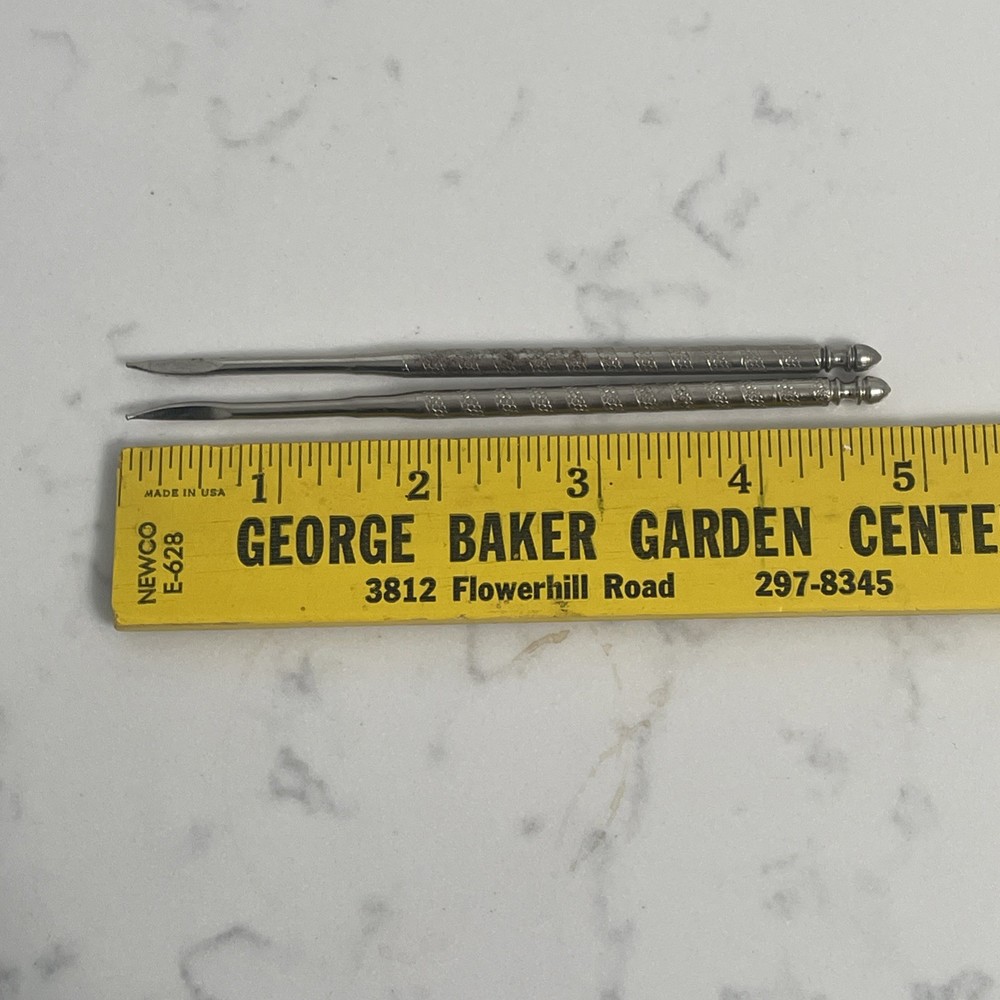 1 2 3 4 5
MADE IN USA
NEWCO
E-628
GEORGE BAKER GARDEN CENTE
3812 Flowerhill Road 297-8345